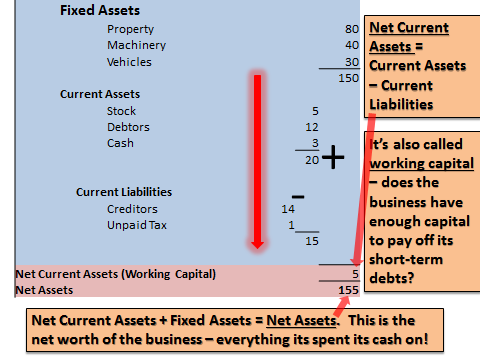 Fixed Assets
Property 80
Machinery 40
Vehicles 30
150
Current Assets
Stock 5
Debtors 12
Cash 3
20 +
Current Liabilities –
Creditors 14
Unpaid Tax 1
15
Net Current Assets (Working Capital) 5
Net Assets 155
Net Current
Assets =
Current Assets
– Current
Liabilities
It's also called
working capital
– does the
business have
enough capital
to pay off its
short-term
debts?
Net Current Assets + Fixed Assets = Net Assets. This is the
net worth of the business – everything its spent its cash on!